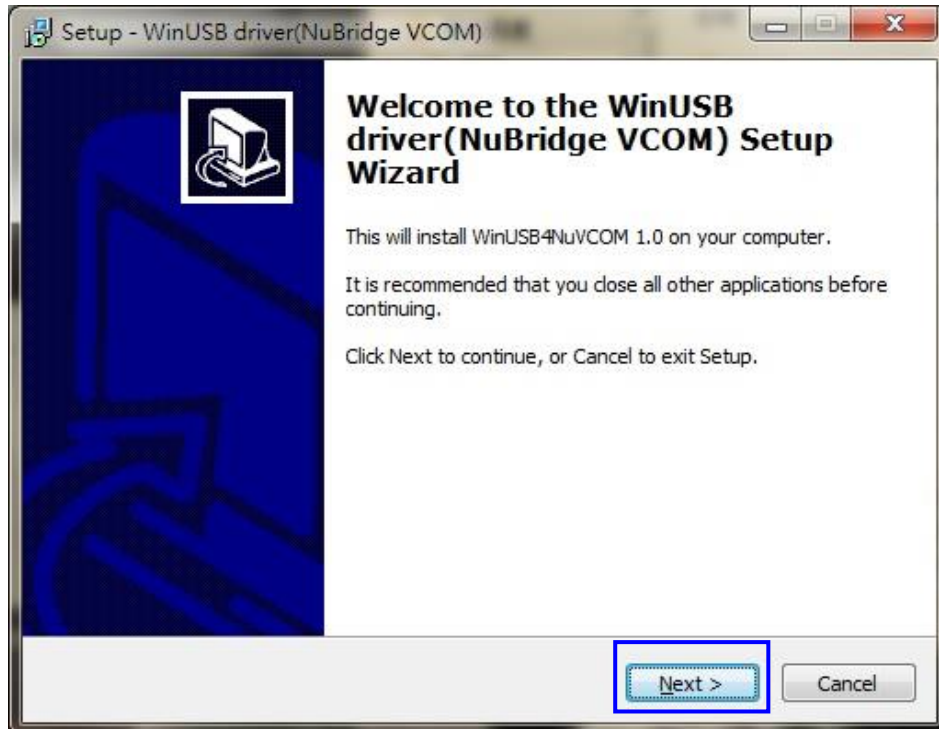 Setup - WinUSB driver(NuBridge VCOM)
Welcome to the WinUSB
driver(NuBridge VCOM) Setup
Wizard
This will install WinUSB4NuVCOM 1.0 on your computer.
It is recommended that you close all other applications before
continuing.
Click Next to continue, or Cancel to exit Setup.
Next >
Cancel